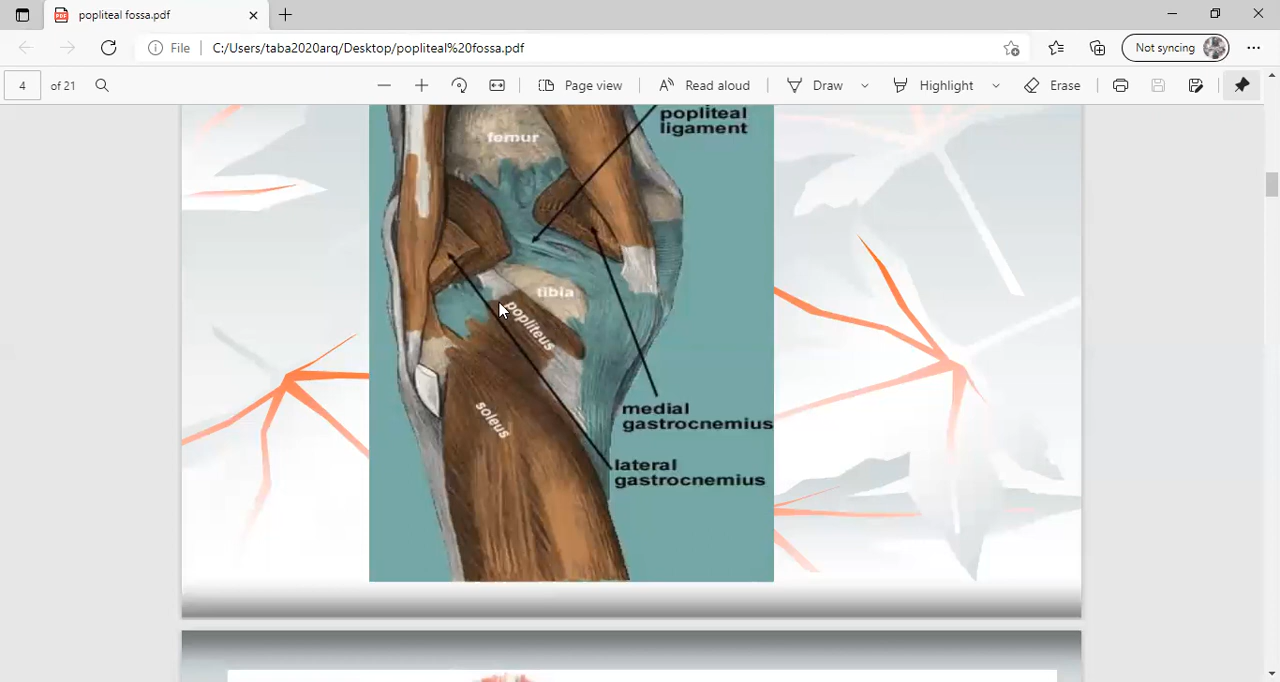 popliteal fossa.pdf
File
C:/Users/taba2020arq/Desktop/popliteal%20fossa.pdf
Not syncing
4
of 21
Page view
Read aloud
Draw
Highlight
Erase
popliteal
ligament
femur
tibia
popliteus
soleus
medial
gastrocnemius
lateral
gastrocnemius